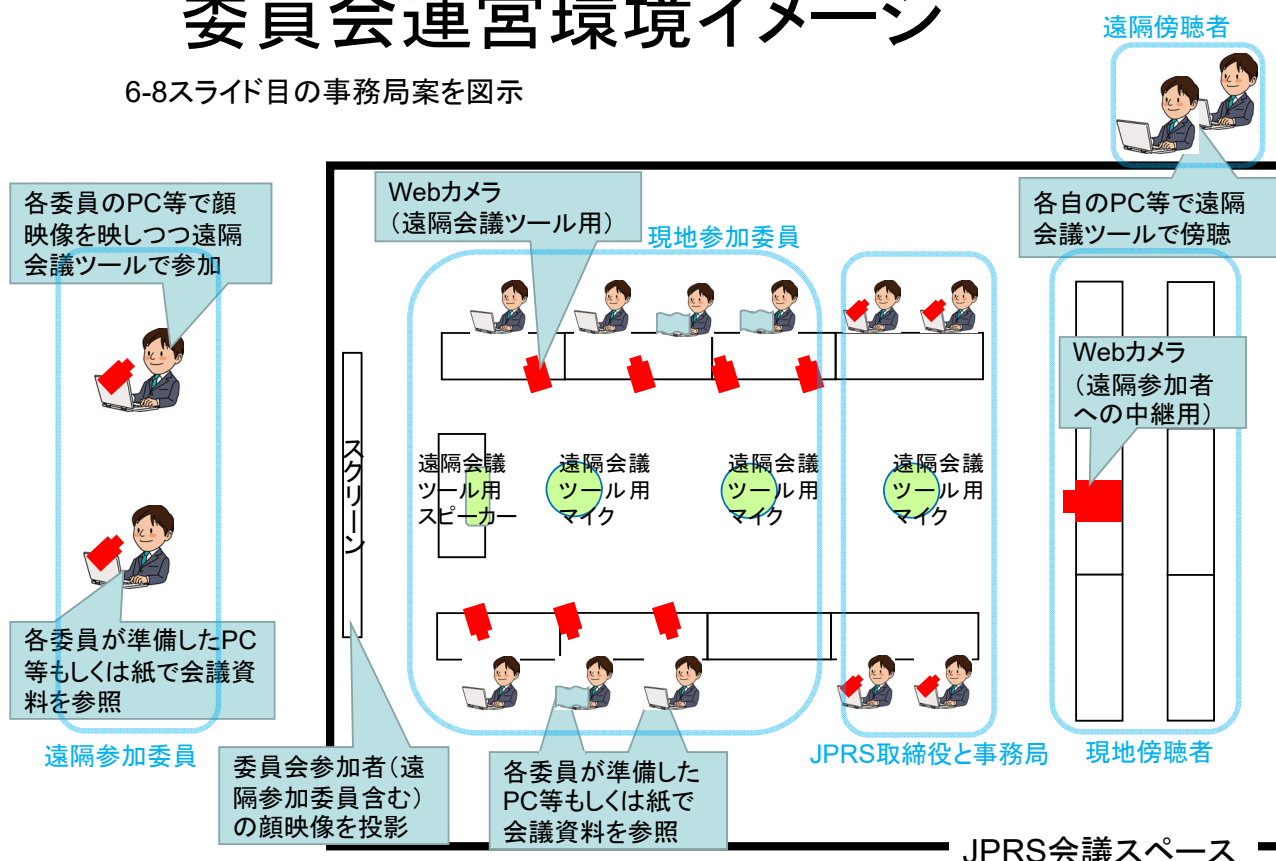 委員会運営環境イメージ
遠隔傍聴者
6-8スライド目の事務局案を図示
各委員のPC等で顔
映像を映しつつ遠隔
会議ツールで参加
Webカメラ
（遠隔会議ツール用）
現地参加委員
各自のPC等で遠隔
会議ツールで傍聴
Webカメラ
（遠隔参加者
への中継用）
スクリーン
遠隔会議
ツール用
スピーカー
遠隔会議
ツール用
マイク
遠隔会議
ツール用
マイク
遠隔会議
ツール用
マイク
各委員が準備したPC
等もしくは紙で会議資
料を参照
遠隔参加委員
委員会参加者（遠
隔参加委員含む）
の顔映像を投影
各委員が準備した
PC等もしくは紙で
会議資料を参照
JPRS取締役と事務局
現地傍聴者
JPRS会議スペース